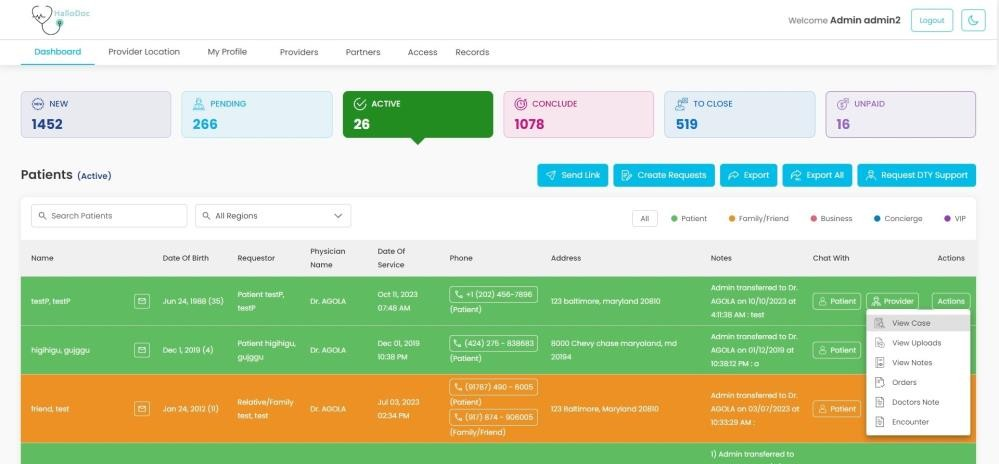 HalloDoc
Welcome Admin admin2
Logout
Dashboard
Provider Location
My Profile
Providers
Partners
Access
Records
NEW
1452
PENDING
266
ACTIVE
26
CONCLUDE
1078
TO CLOSE
519
UNPAID
16
Patients (Active)
Send Link
Create Requests
Export
Export All
Request DTY Support
Search Patients
All Regions
All
Patient
Family/Friend
Business
Concierge
VIP
Name
Date Of Birth
Requestor
Physician
Name
Date Of
Service
Phone
Address
Notes
Chat With
Actions
testP, testP
Jun 24, 1988 (35)
Patient testP,
testP
Dr. AGOLA
Oct 11, 2023
07:48 AM
+1 (202) 456-7896
(Patient)
123 baltimore, maryland 20810
Admin transferred to Dr.
AGOLA on 10/10/2023 at
4:11:38 AM : test
Patient
Provider
Actions
higihigu, gujggu
Dec 1, 2019 (4)
Patient higihigu,
gujggu
Dr. AGOLA
Dec 01, 2019
10:38 PM
(424) 275 - 838683
(Patient)
8000 Chevy chase maryoland, md
20194
Admin transferred to Dr.
AGOLA on 01/12/2019 at
10:38:12 PM : a
Patient
friend, test
Jan 24, 2012 (11)
Relative/Family
test, test
Dr. AGOLA
Jul 03, 2023
02:34 PM
(91787) 490 - 6005
(Patient)
(917) 874 - 906005
(Family/Friend)
123 Baltimore, Maryland 20810
Admin transferred to Dr.
AGOLA on 03/07/2023 at
10:33:29 AM :
Patient
View Case
View Uploads
View Notes
Orders
Doctors Note
Encounter
1) Admin transferred to